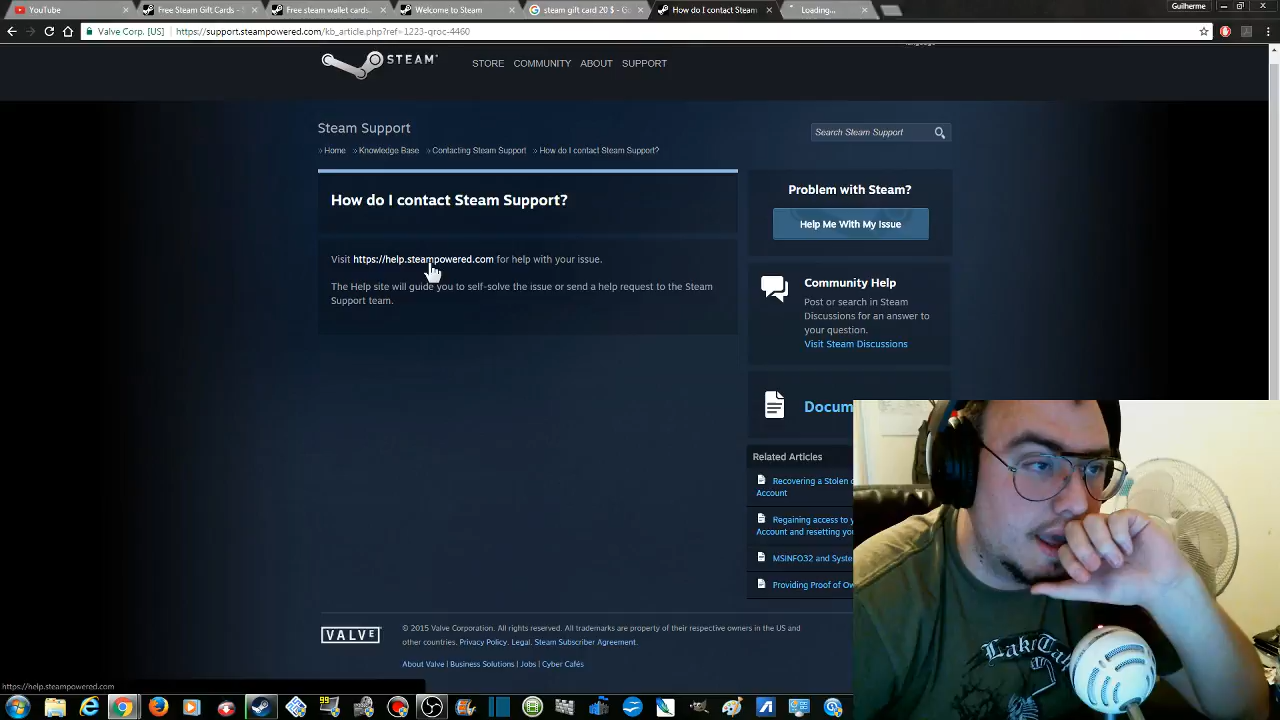 YouTube
Free Steam Gift Cards -
Free steam wallet cards.
Welcome to Steam
steam gift card 20 $ - Go
How do I contact Steam
Loading...
Guilherme
Valve Corp. [US]
https://support.steampowered.com/kb_article.php?ref=1223-qroc-4460
STEAM
STORE
COMMUNITY
ABOUT
SUPPORT
Steam Support
Search Steam Support
» Home
» Knowledge Base
» Contacting Steam Support
» How do I contact Steam Support?
How do I contact Steam Support?
Visit https://help.steampowered.com for help with your issue.
The Help site will guide you to self-solve the issue or send a help request to the Steam
Support team.
Problem with Steam?
Help Me With My Issue
Community Help
Post or search in Steam
Discussions for an answer to
your question.
Visit Steam Discussions
Docum
Related Articles
Recovering a Stolen
Account
Regaining access to
Account and resetting
MSINFO32 and Syste
Providing Proof of
© 2015 Valve Corporation. All rights reserved. All trademarks are property of their respective owners in the US and
other countries. Privacy Policy. Legal. Steam Subscriber Agreement.
About Valve | Business Solutions | Jobs | Cyber Cafés
VALVE
https://help.steampowered.com
99